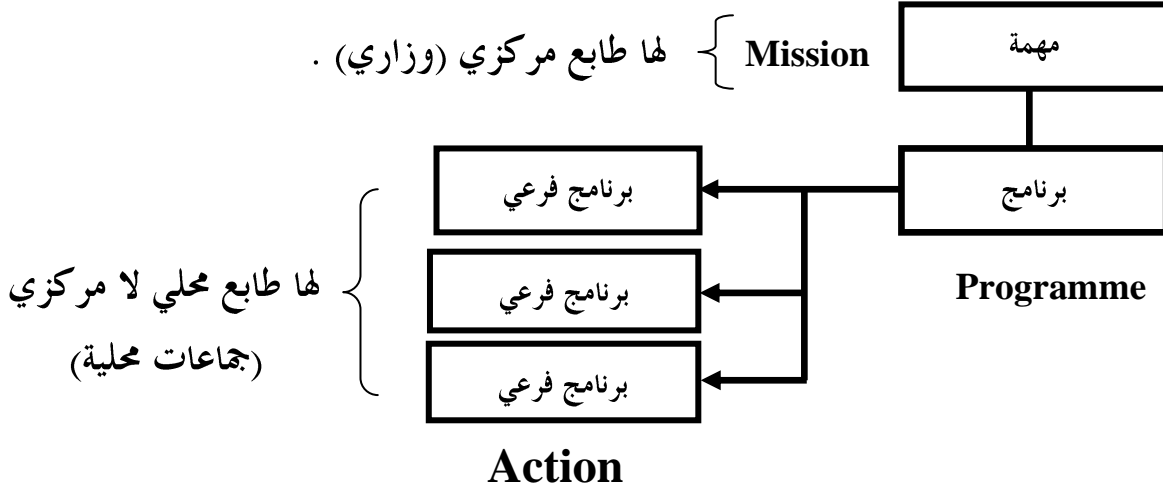 مهمة
Mission
لها طابع مركزي (وزاري) .
برنامج
Programme
برنامج فرعي
برنامج فرعي
برنامج فرعي
لها طابع محلي لا مركزي
(جماعات محلية)
Action